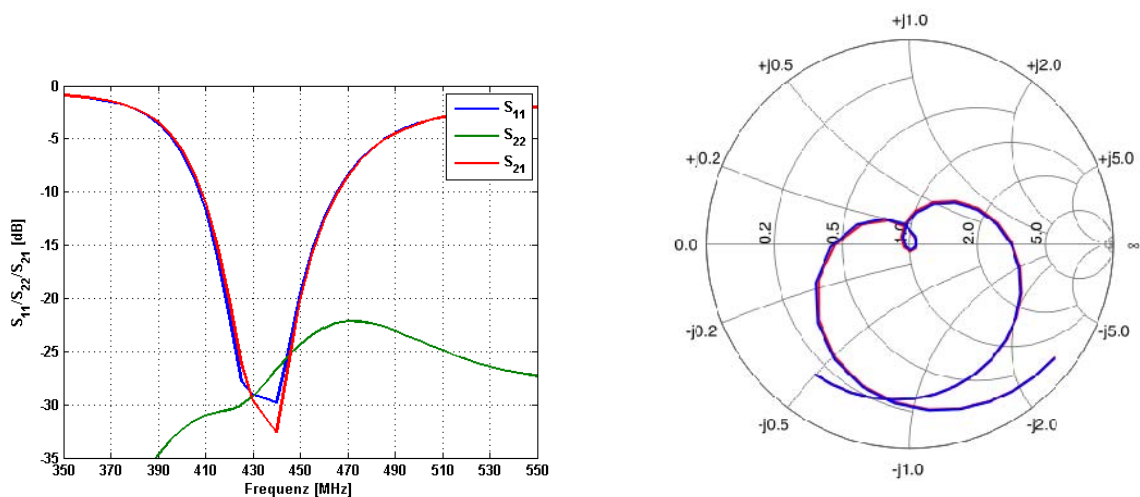 0
-5
-10
-15
-20
-25
-30
-35
S11/S22/S21 [dB]
350 370 390 410 430 450 470 490 510 530 550
Frequenz [MHz]
S11
S22
S21
+j1.0
+j0.5
+j2.0
+j0.2
+j5.0
0.0
0.2
0.5
1.0
2.0
5.0
∞
-j0.2
-j5.0
-j0.5
-j2.0
-j1.0